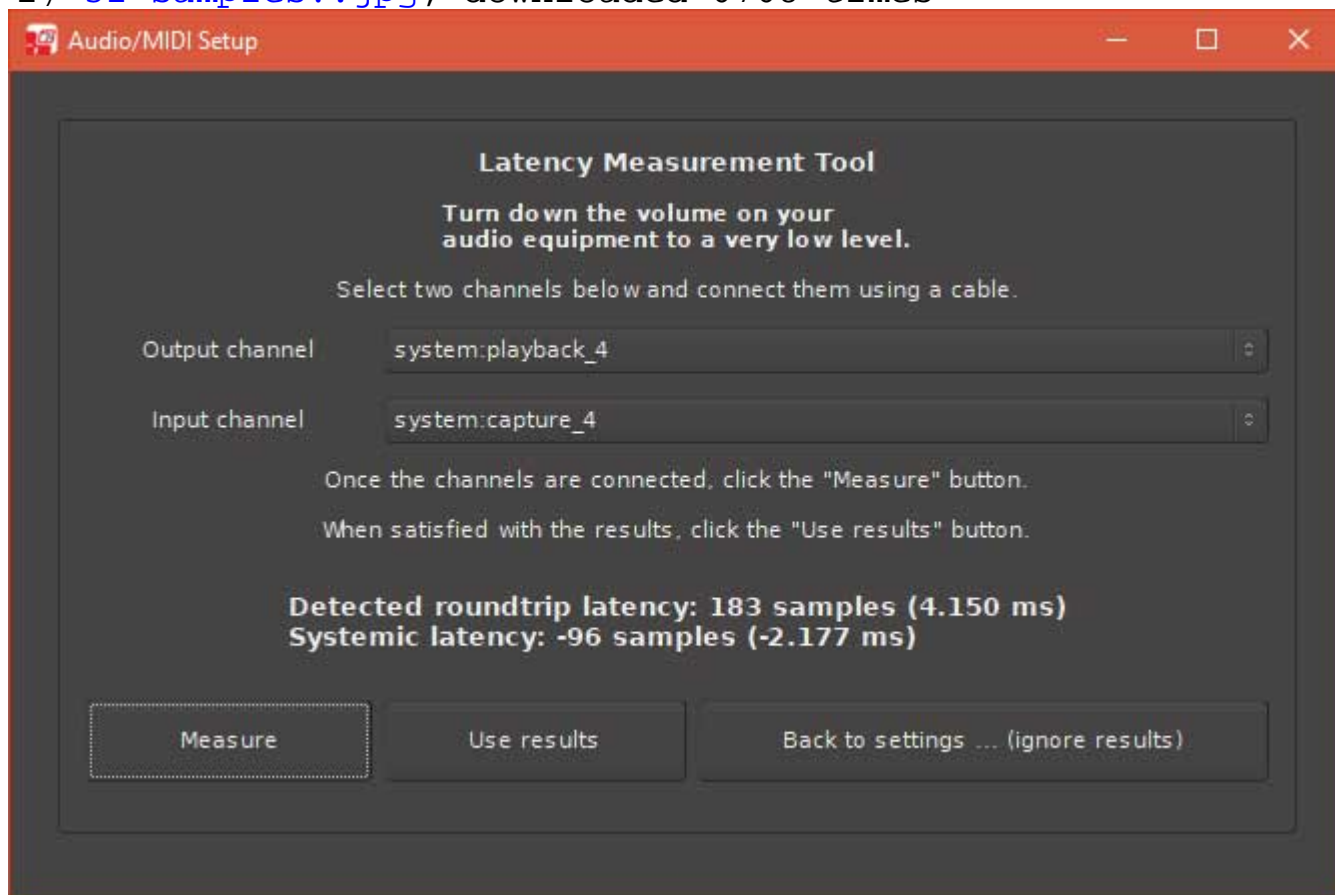 Audio/MIDI Setup
Latency Measurement Tool
Turn down the volume on your
audio equipment to a very low level.
Select two channels below and connect them using a cable.
Output channel system:playback_4
Input channel system:capture_4
Once the channels are connected, click the "Measure" button.
When satisfied with the results, click the "Use results" button.
Detected roundtrip latency: 183 samples (4.150 ms)
Systemic latency: -96 samples (-2.177 ms)
Measure Use results Back to settings ... (ignore results)